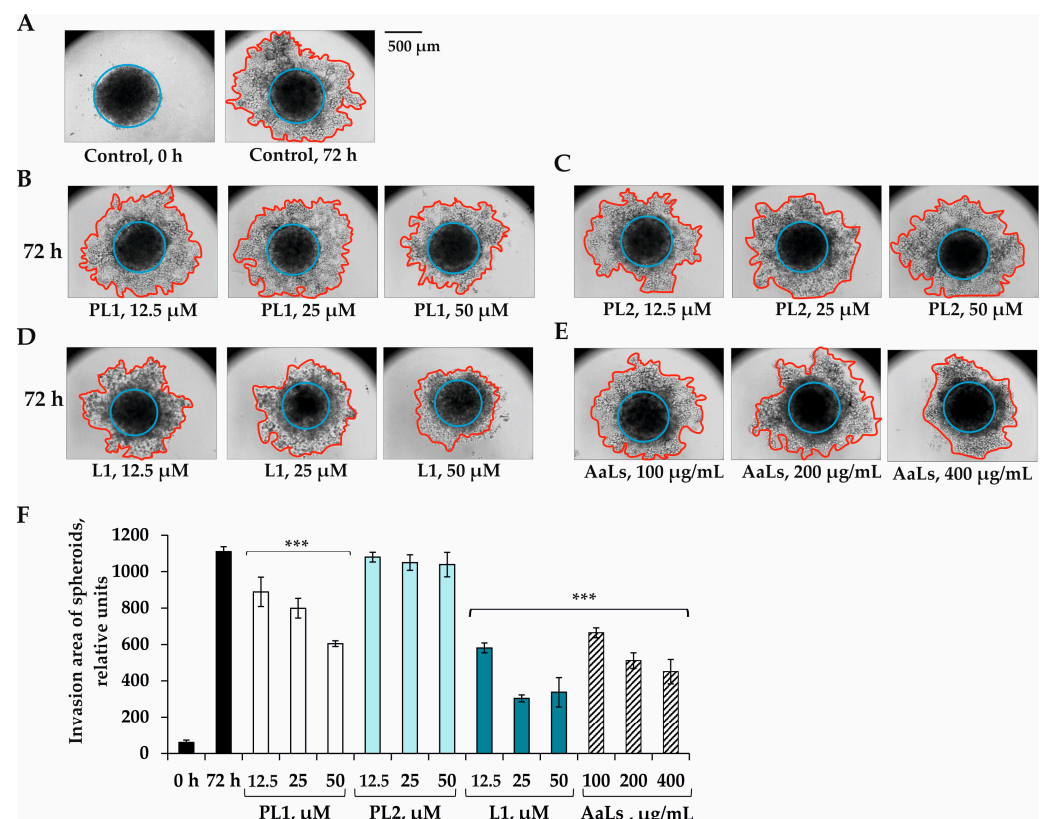 A
500 µm
Control, 0 h
Control, 72 h
B
72 h
PL1, 12.5 µM
PL1, 25 µM
PL1, 50 µM
C
PL2, 12.5 µM
PL2, 25 µM
PL2, 50 µM
D
72 h
L1, 12.5 µM
L1, 25 µM
L1, 50 µM
E
AaLs, 100 µg/mL
AaLs, 200 µg/mL
AaLs, 400 µg/mL
F
Invasion area of spheroids,
relative units
1200
1000
800
600
400
200
0
***
***
0 h 72 h 12.5 25 50 12.5 25 50 12.5 25 50 100 200 400
PL1, µM PL2, µM L1, µM AaLs , µg/mL